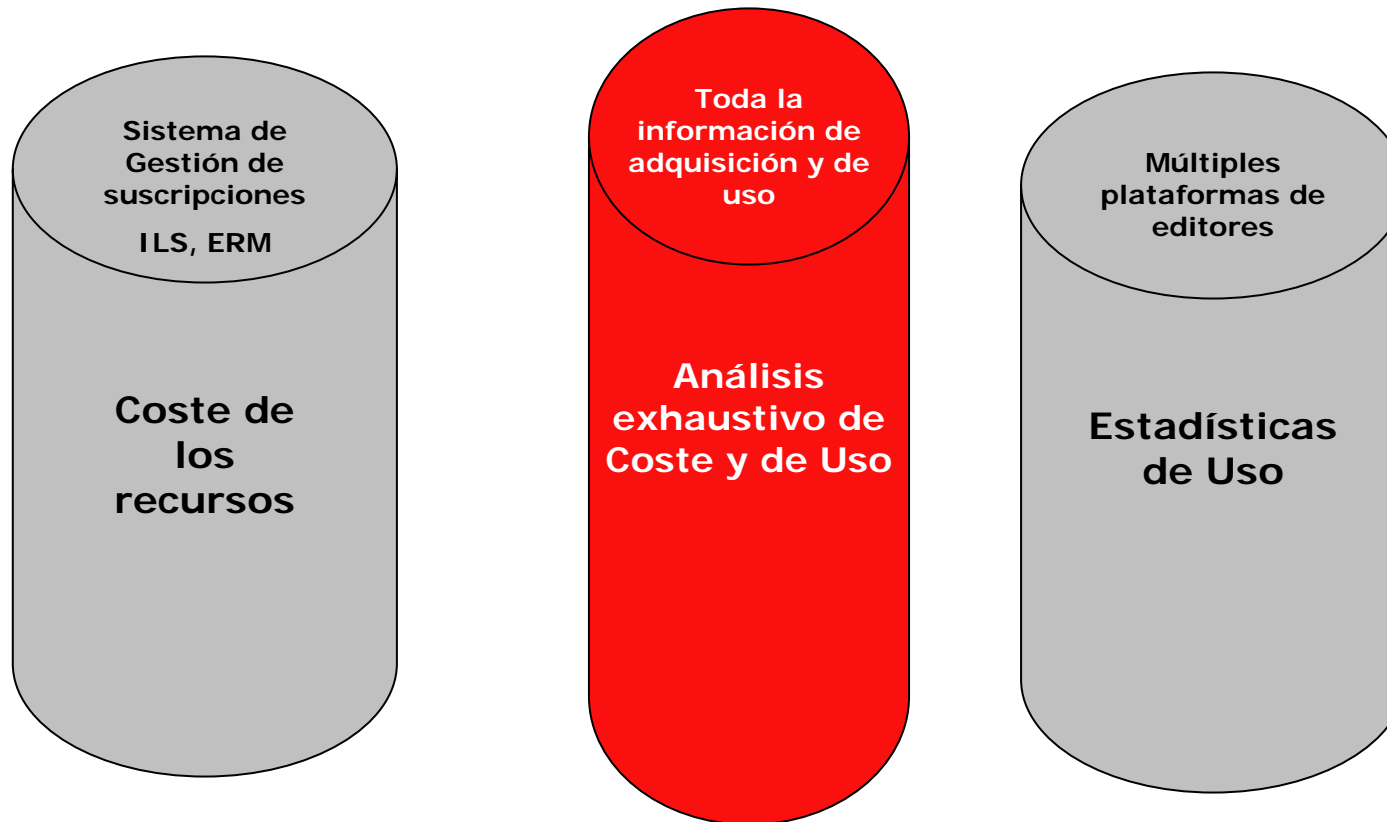 Sistema de
Gestión de
suscripciones
ILS, ERM
Coste de
los
recursos
Toda la
información de
adquisición y de
uso
Análisis
exhaustivo de
Coste y de Uso
Múltiples
plataformas de
editores
Estadísticas
de Uso